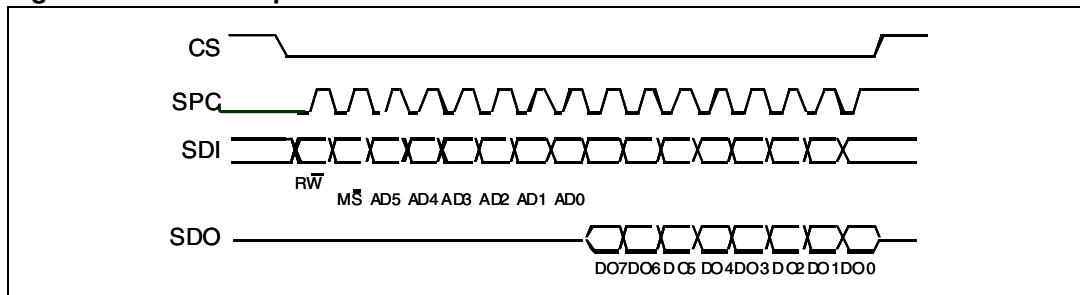 CS
SPC
SDI
RW
MS AD5 AD4 AD3 AD2 AD1 AD0
SDO
DO7 DO6 DO5 DO4 DO3 DO2 DO1 DO0